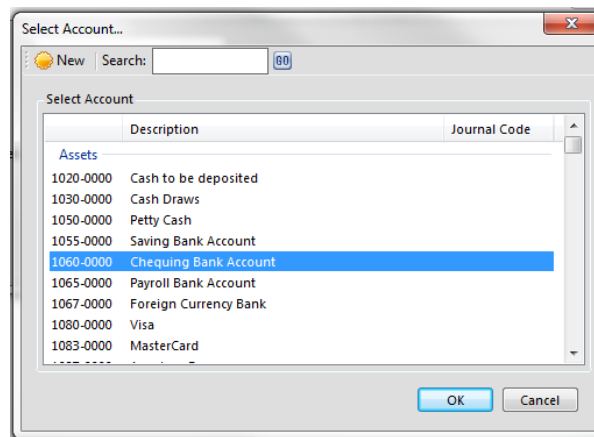 Select Account...
New Search: GO
Select Account
Description Journal Code
Assets
1020-0000 Cash to be deposited
1030-0000 Cash Draws
1050-0000 Petty Cash
1055-0000 Saving Bank Account
1060-0000 Chequing Bank Account
1065-0000 Payroll Bank Account
1067-0000 Foreign Currency Bank
1080-0000 Visa
1083-0000 MasterCard
OK Cancel